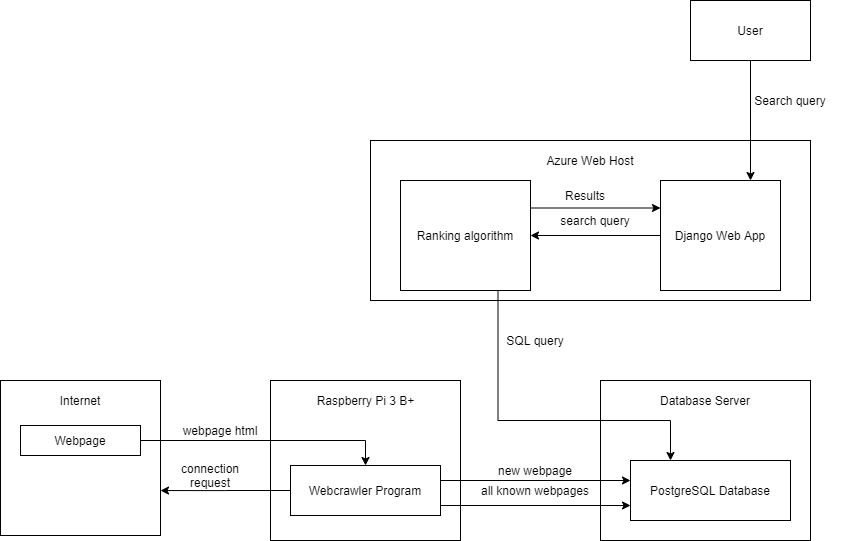 User
Search query
Azure Web Host
Results
search query
Ranking algorithm
Django Web App
SQL query
Internet
Raspberry Pi 3 B+
Database Server
Webpage
webpage html
connection
request
Webcrawler Program
new webpage
all known webpages
PostgreSQL Database